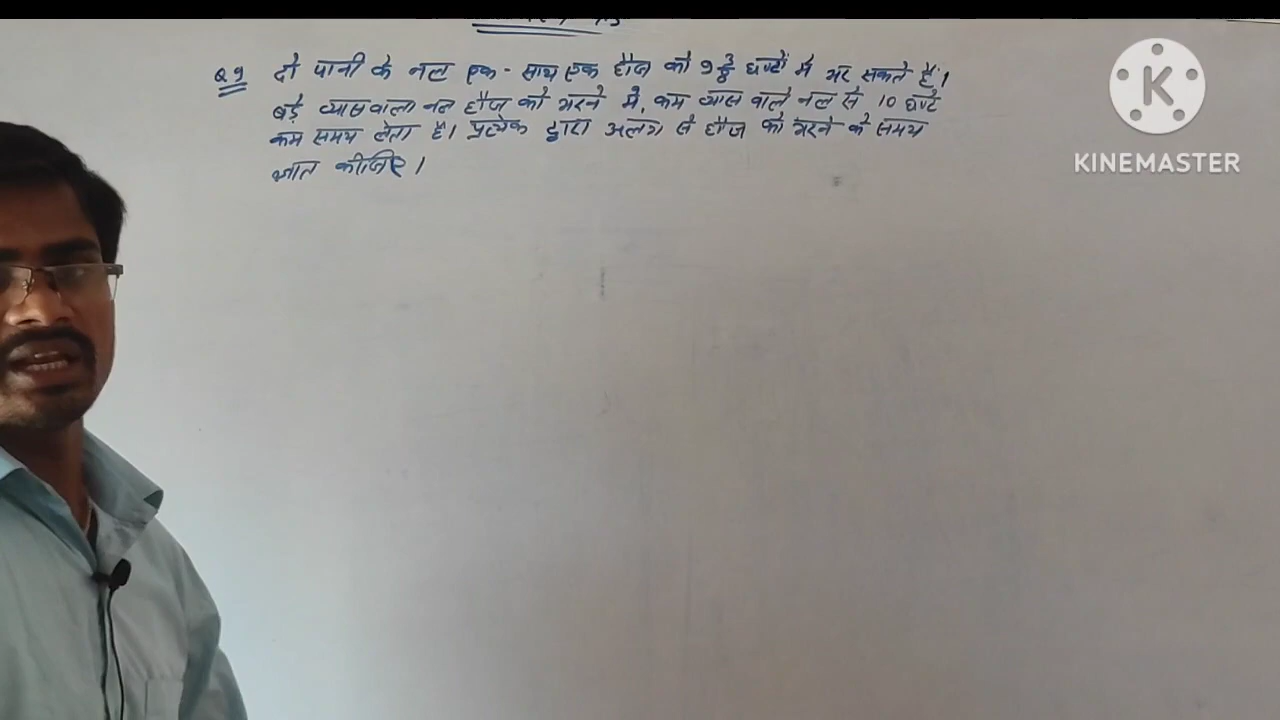 Q 9 दो पानी के नल एक - साथ एक हौज को 9 3/8 घण्टों में भर सकते हैं।
बड़े व्यास वाला नल हौज को भरने में, कम व्यास वाले नल से 10 घण्टे
कम समय लेता है। प्रत्येक द्वारा अलग से हौज को भरने के समय
ज्ञात कीजिए।
K
KINEMASTER